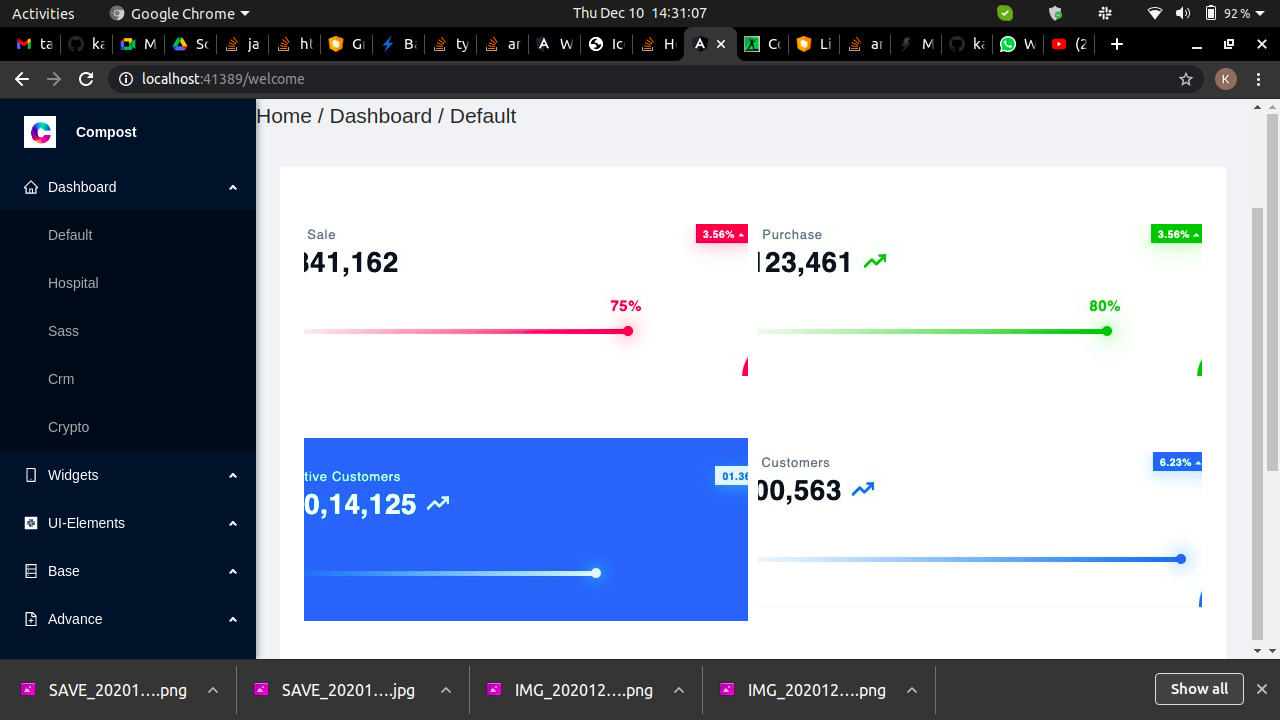 Activities Google Chrome Thu Dec 10 14:31:07 92 %
ta ka M Sc ja ht Gi Ba ty ar W Ic H Co Li ar M ka W (2
localhost:41389/welcome K
Compost
Dashboard
Default
Hospital
Sass
Crm
Crypto
Widgets
UI-Elements
Base
Advance
Home / Dashboard / Default
Sale 3.56%
341,162
75%
Purchase 3.56%
123,461
80%
tive Customers 01.36
0,14,125
Customers 6.23%
00,563
SAVE_20201....png SAVE_20201....jpg IMG_202012....png IMG_202012....png Show all